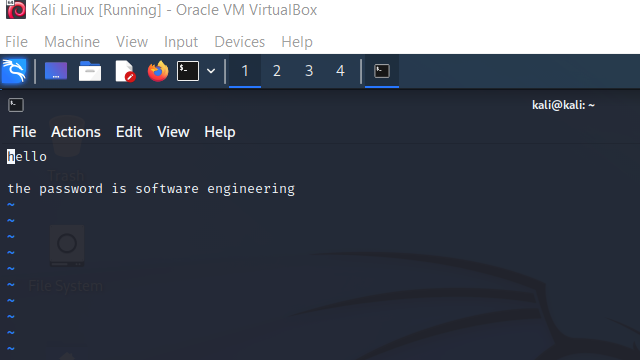 Kali Linux [Running] - Oracle VM VirtualBox
File Machine View Input Devices Help
1 2 3 4
kali@kali: ~
File Actions Edit View Help
hello
the password is software engineering
~
~
~
~
~
~
~
~
~
~
Trash
File System